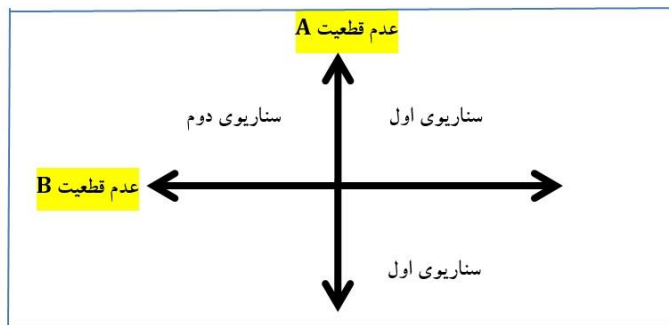 عدم قطعیت A
سناریوی اول
سناریوی دوم
عدم قطعیت B
سناریوی اول